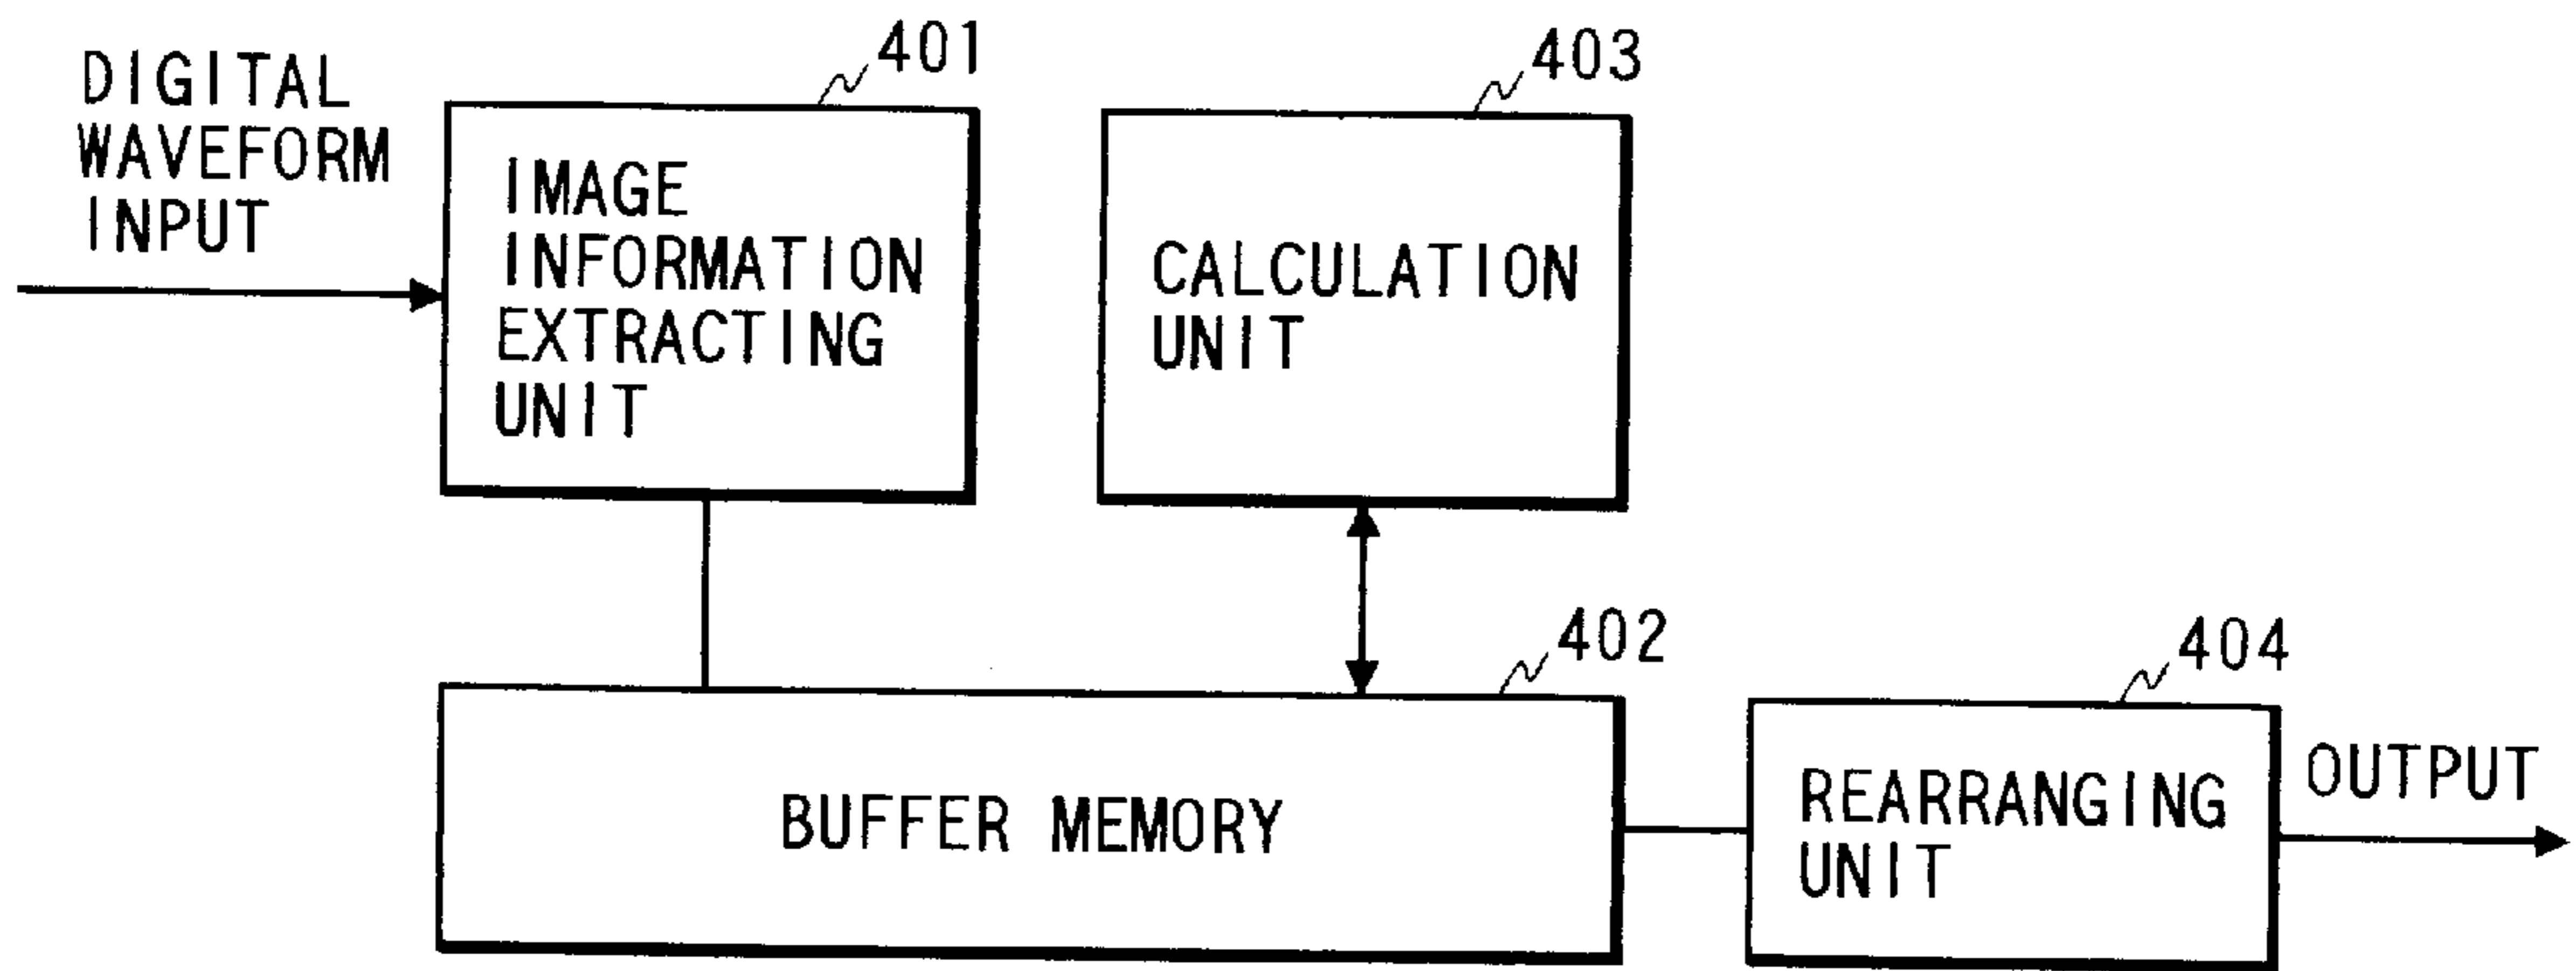 401
403
DIGITAL
WAVEFORM
INPUT
IMAGE
INFORMATION
EXTRACTING
UNIT
CALCULATION
UNIT
402
404
BUFFER MEMORY
REARRANGING
UNIT
OUTPUT